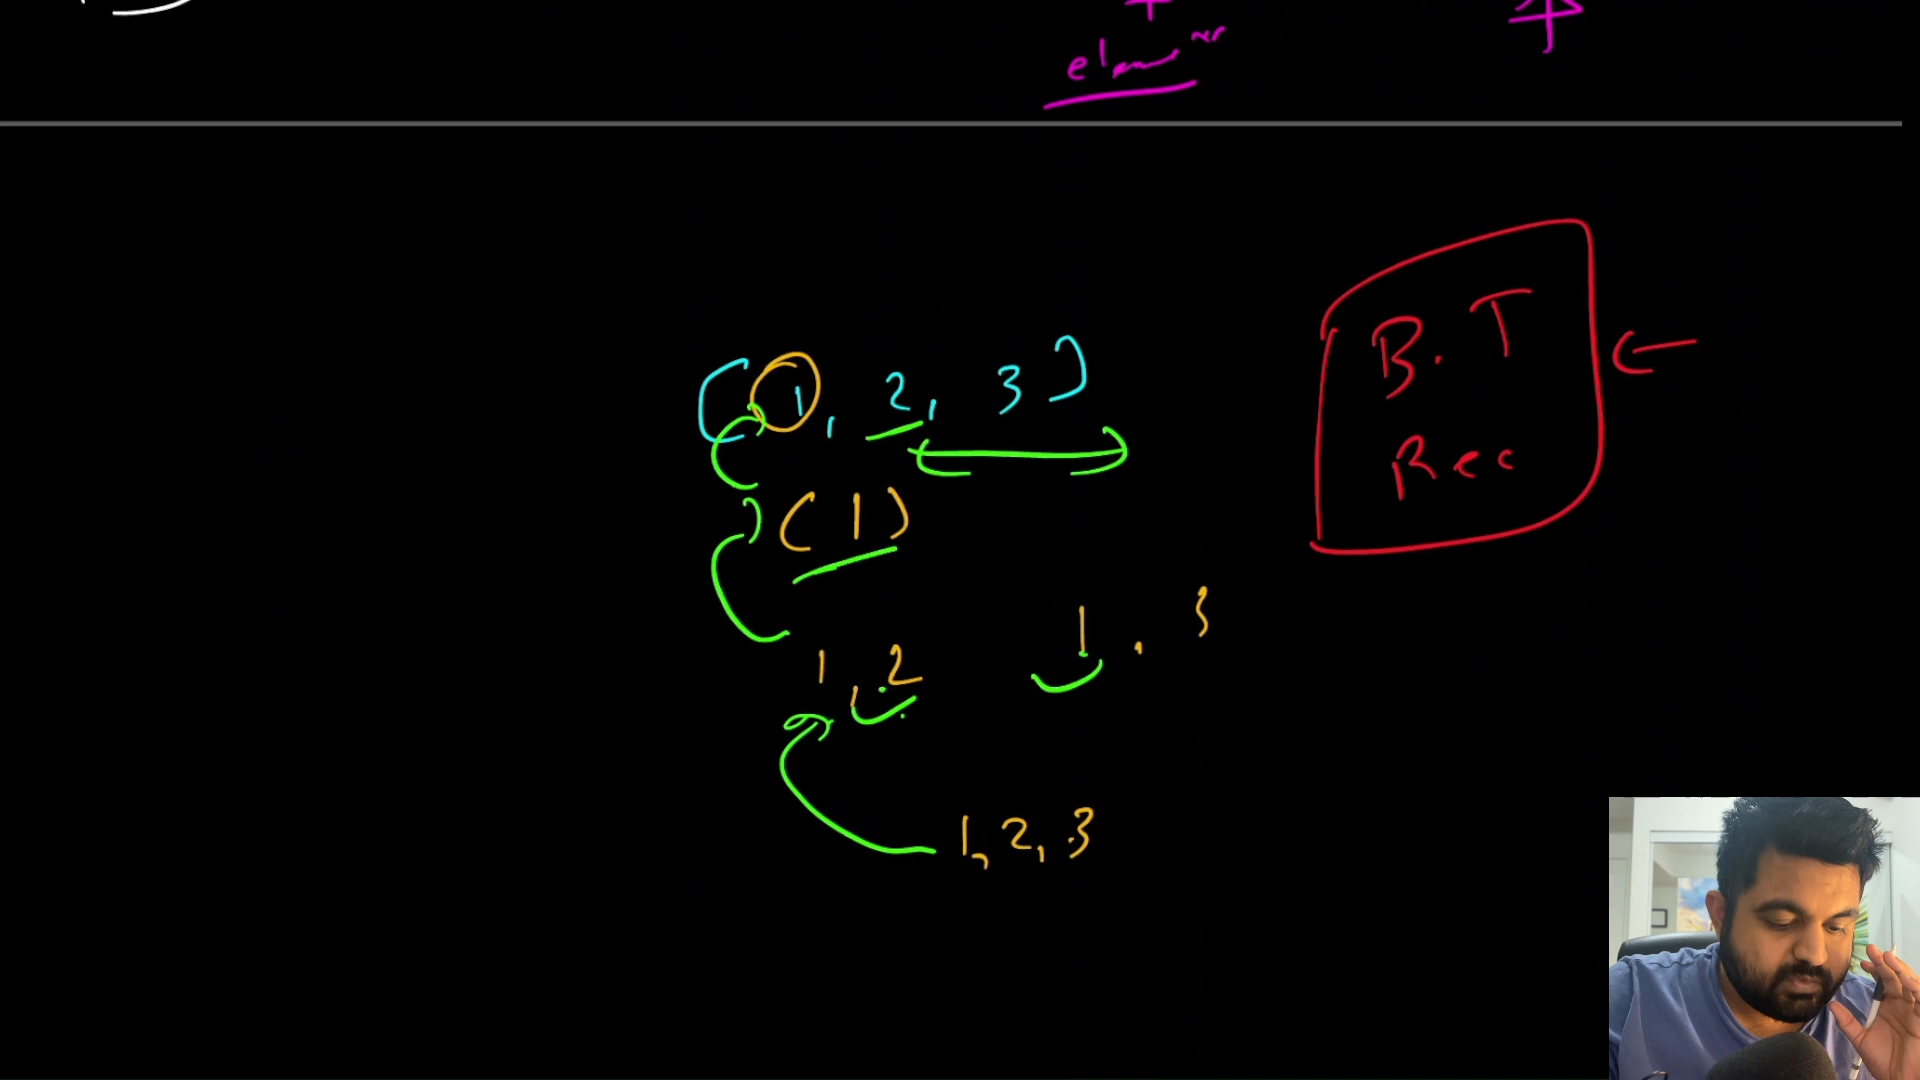 [1, 2, 3]
B.T
Rec
(1)
1, 2
1, 3
1, 2, 3